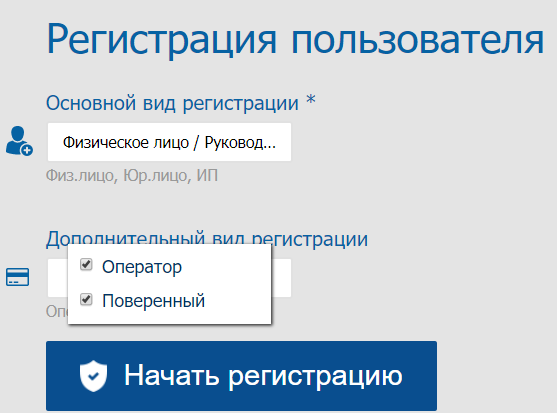 Регистрация пользователя
Основной вид регистрации *
Физическое лицо / Руковод...
Физ.лицо, Юр.лицо, ИП
Дополнительный вид регистрации
Оператор
Поверенный
Начать регистрацию